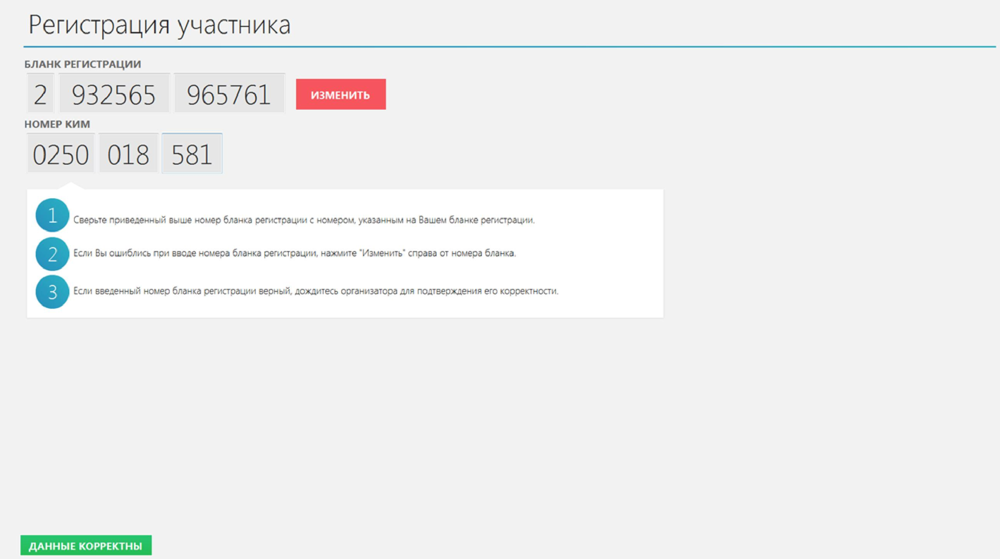 Регистрация участника
БЛАНК РЕГИСТРАЦИИ
2 932565 965761 ИЗМЕНИТЬ
НОМЕР КИМ
0250 018 581
1 Сверьте приведенный выше номер бланка регистрации с номером, указанным на Вашем бланке регистрации.
2 Если Вы ошиблись при вводе номера бланка регистрации, нажмите "Изменить" справа от номера бланка.
3 Если введенный номер бланка регистрации верный, дождитесь организатора для подтверждения его корректности.
ДАННЫЕ КОРРЕКТНЫ